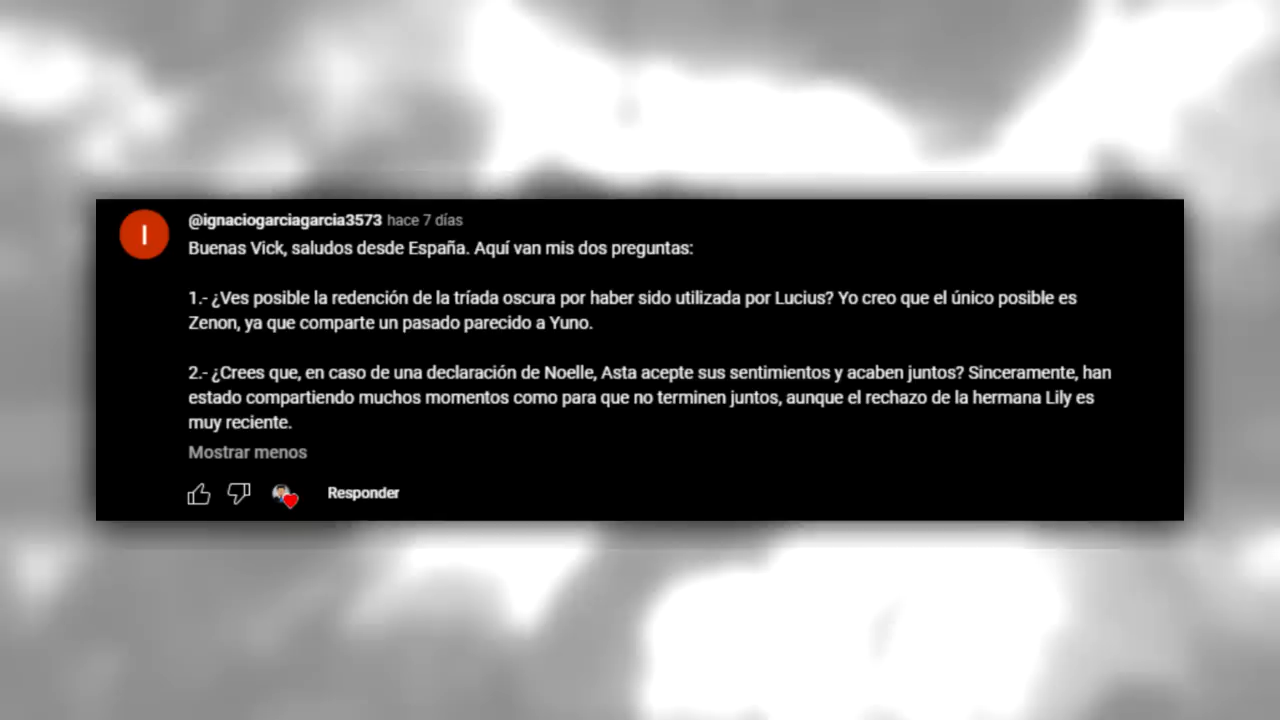 I
@ignaciogarciagarcia3573 hace 7 días
Buenas Vick, saludos desde España. Aquí van mis dos preguntas:
1.- ¿Ves posible la redención de la tríada oscura por haber sido utilizada por Lucius? Yo creo que el único posible es
Zenon, ya que comparte un pasado parecido a Yuno.
2.- ¿Crees que, en caso de una declaración de Noelle, Asta acepte sus sentimientos y acaben juntos? Sinceramente, han
estado compartiendo muchos momentos como para que no terminen juntos, aunque el rechazo de la hermana Lily es
muy reciente.
Mostrar menos
Responder